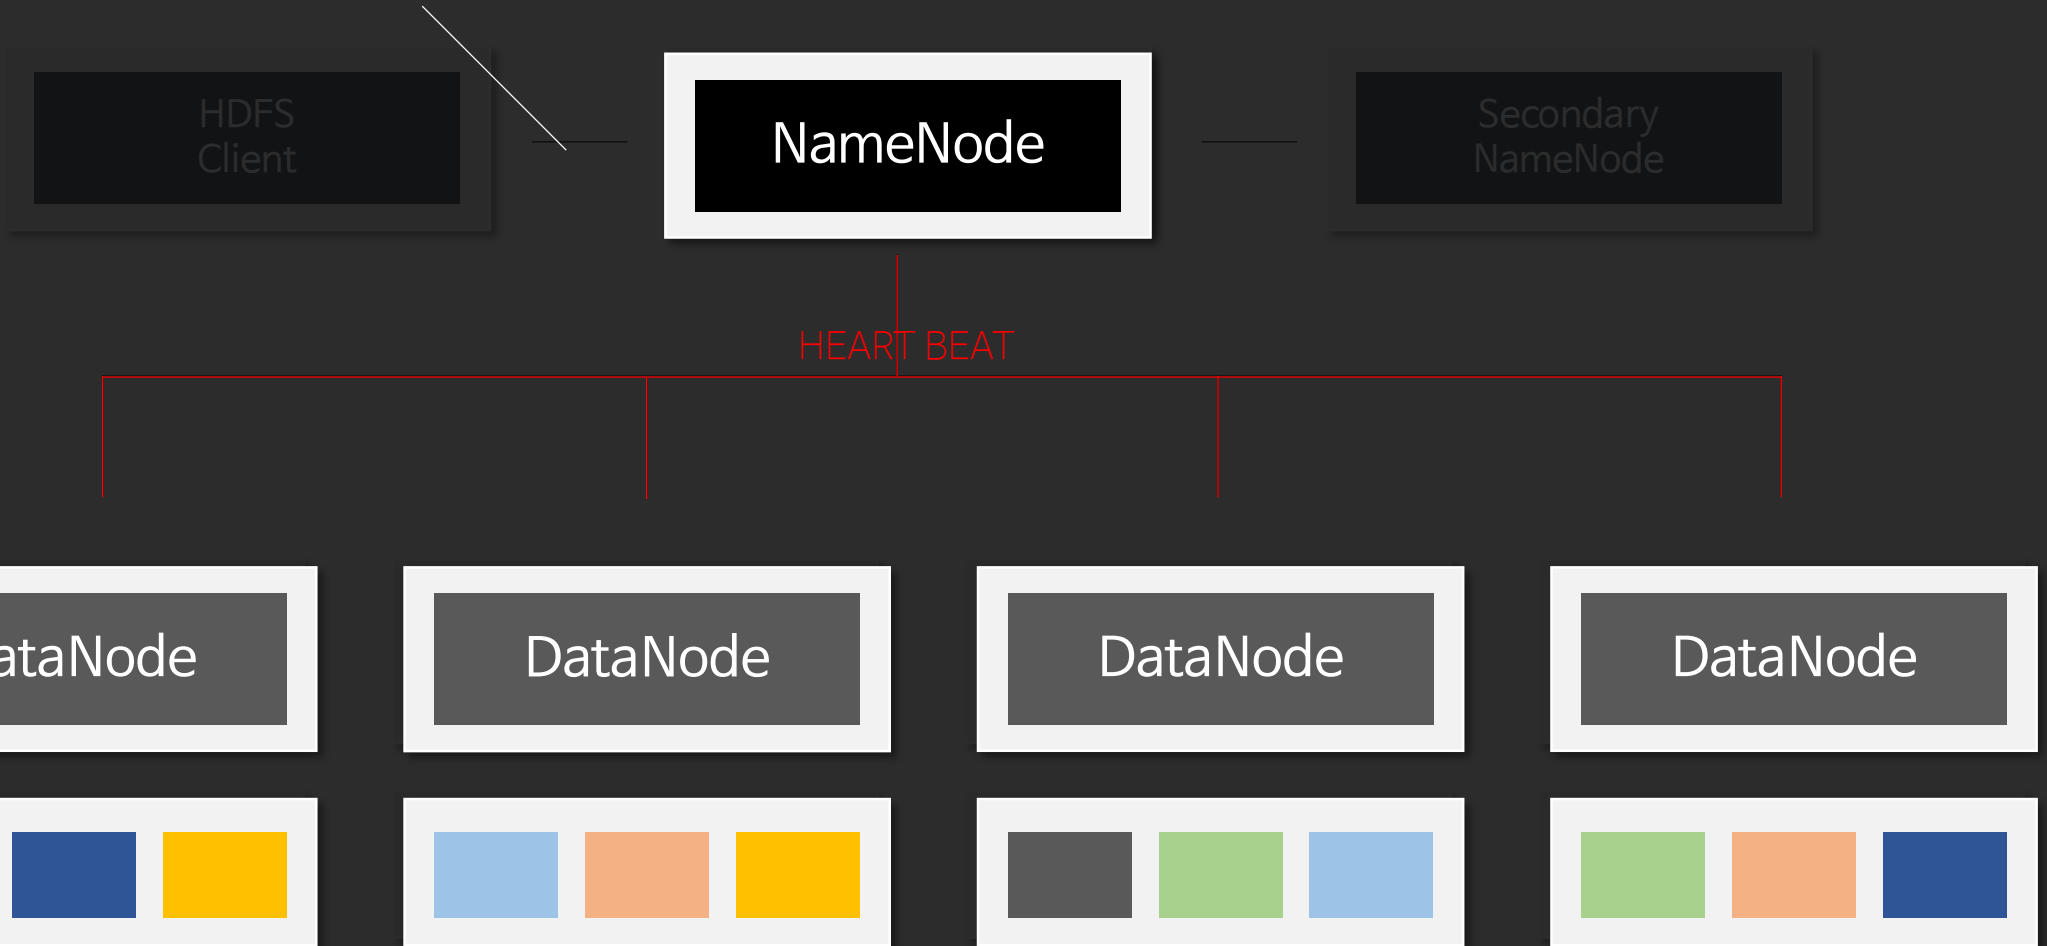 HDFS
Client
NameNode
Secondary
NameNode
HEART BEAT
ataNode
DataNode
DataNode
DataNode